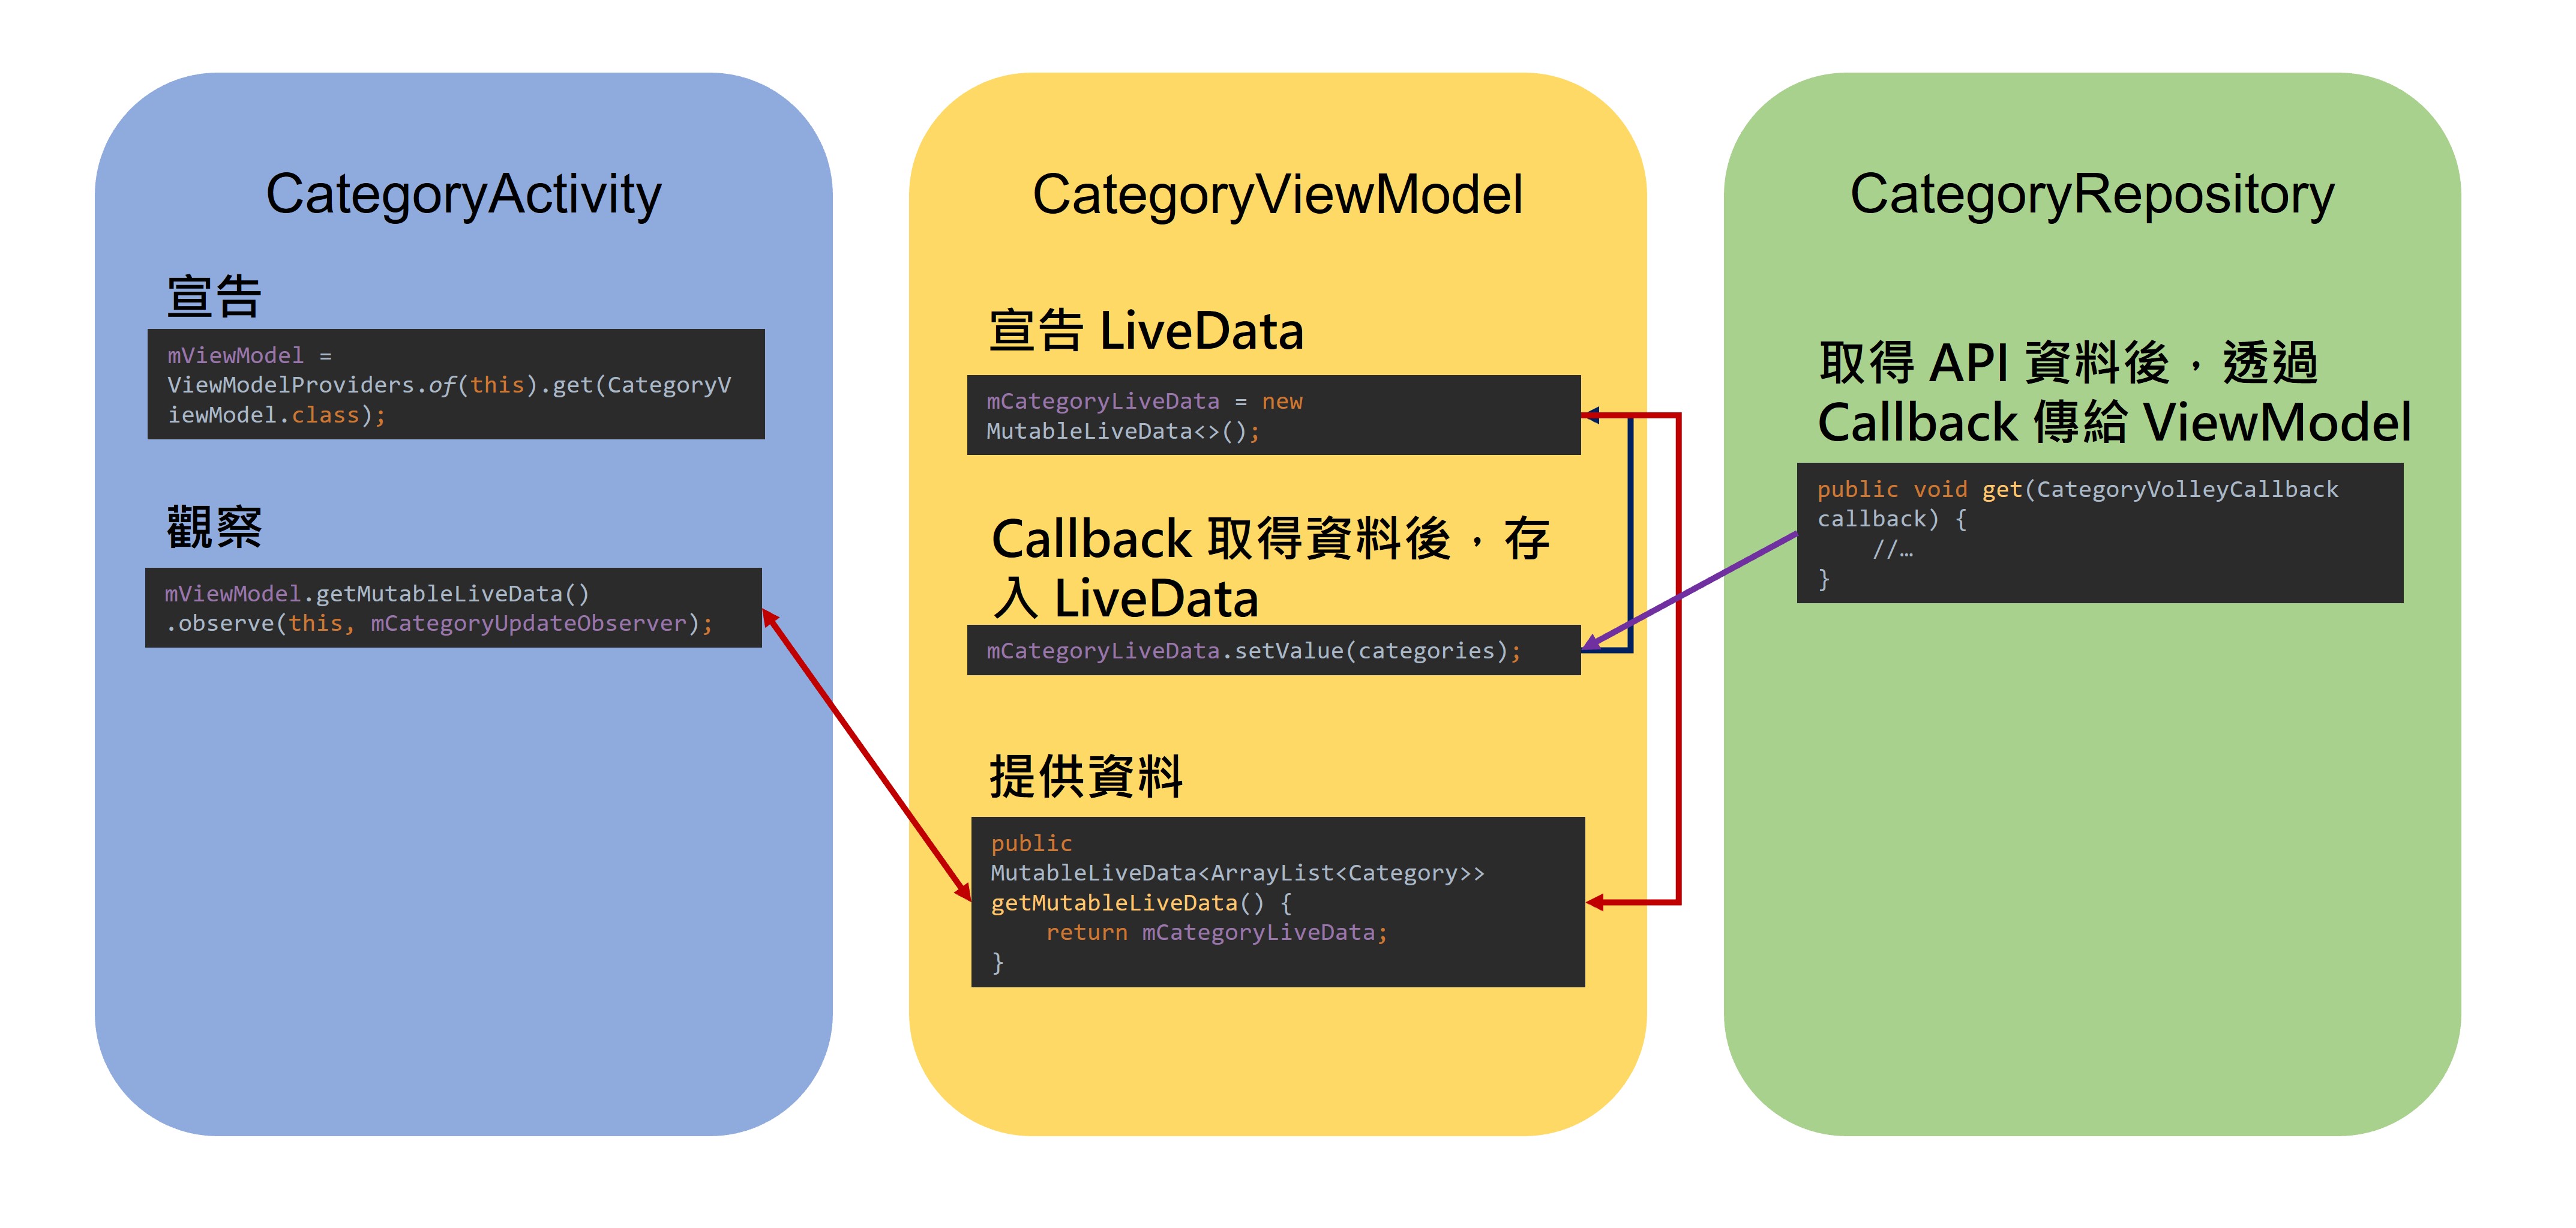 CategoryActivity
宣告
mViewModel =
ViewModelProviders.of(this).get(CategoryV
iewModel.class);
觀察
mViewModel.getMutableLiveData()
.observe(this, mCategoryUpdateObserver);
CategoryViewModel
宣告 LiveData
mCategoryLiveData = new
MutableLiveData<>();
Callback 取得資料後，存
入 LiveData
mCategoryLiveData.setValue(categories);
提供資料
public
MutableLiveData<ArrayList<Category>>
getMutableLiveData() {
    return mCategoryLiveData;
}
CategoryRepository
取得 API 資料後，透過
Callback 傳給 ViewModel
public void get(CategoryVolleyCallback
callback) {
    //…
}